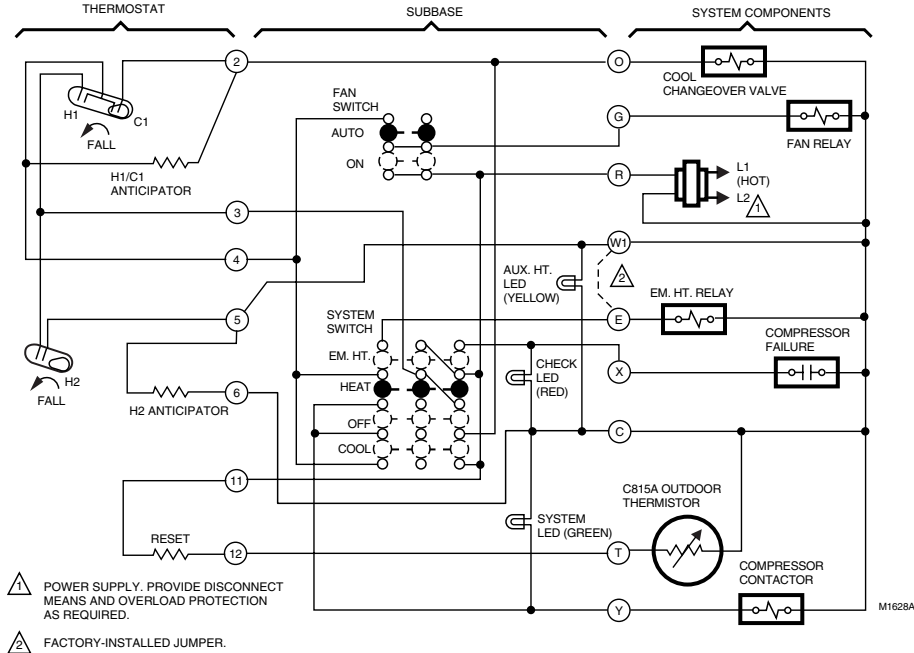 THERMOSTAT
SUBBASE
SYSTEM COMPONENTS
2
O
COOL
CHANGEOVER VALVE
H1
C1
FALL
FAN
SWITCH
AUTO
ON
G
FAN RELAY
H1/C1
ANTICIPATOR
R
L1
(HOT)
L2
1
3
4
W1
2
AUX. HT.
LED
(YELLOW)
5
SYSTEM
SWITCH
E
EM. HT. RELAY
EM. HT.
H2
FALL
HEAT
CHECK
LED
(RED)
X
COMPRESSOR
FAILURE
H2 ANTICIPATOR
6
OFF
COOL
C
11
C815A OUTDOOR
THERMISTOR
RESET
12
SYSTEM
LED (GREEN)
T
COMPRESSOR
CONTACTOR
Y
M1628A
1 POWER SUPPLY. PROVIDE DISCONNECT
MEANS AND OVERLOAD PROTECTION
AS REQUIRED.
2 FACTORY-INSTALLED JUMPER.